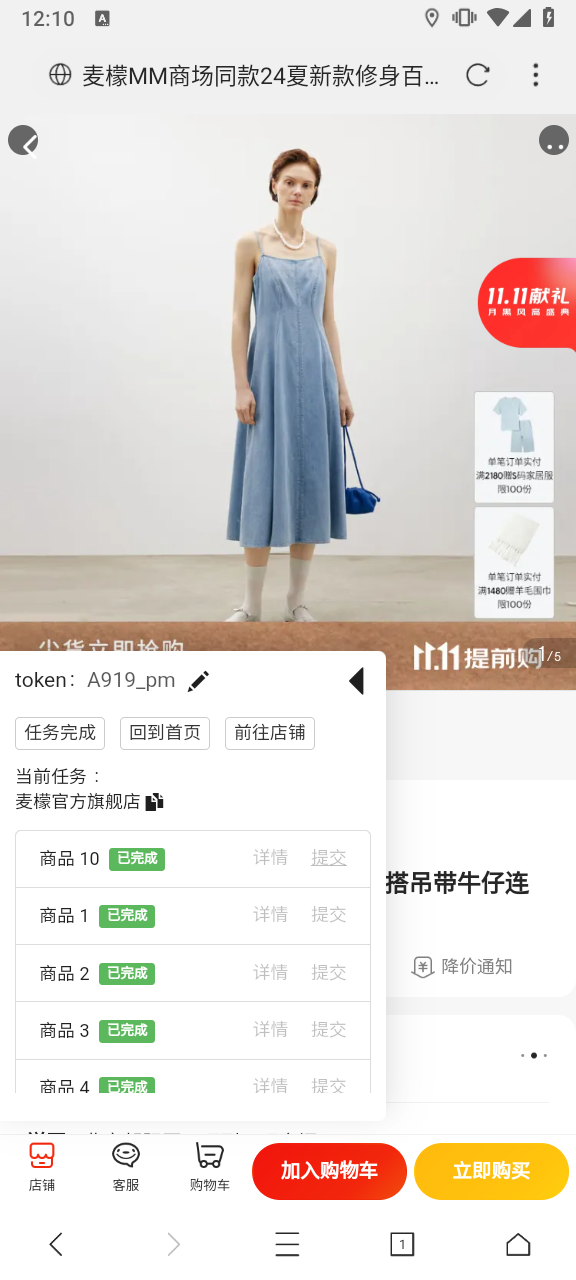 12:10
A
麦檬MM商场同款24夏新款修身百…
11.11献礼
月黑风高盛典
单笔订单实付
满2180赠S码家居服
限100份
单笔订单实付
满1480赠羊毛围巾
限100份
11.11提前购
1/5
token： A919_pm
任务完成 回到首页 前往店铺
当前任务：
麦檬官方旗舰店
商品 10 已完成 详情 提交
商品 1 已完成 详情 提交
商品 2 已完成 详情 提交
商品 3 已完成 详情 提交
商品 4 已完成 详情 提交
搭吊带牛仔连
降价通知
店铺 客服 购物车 加入购物车 立即购买
1